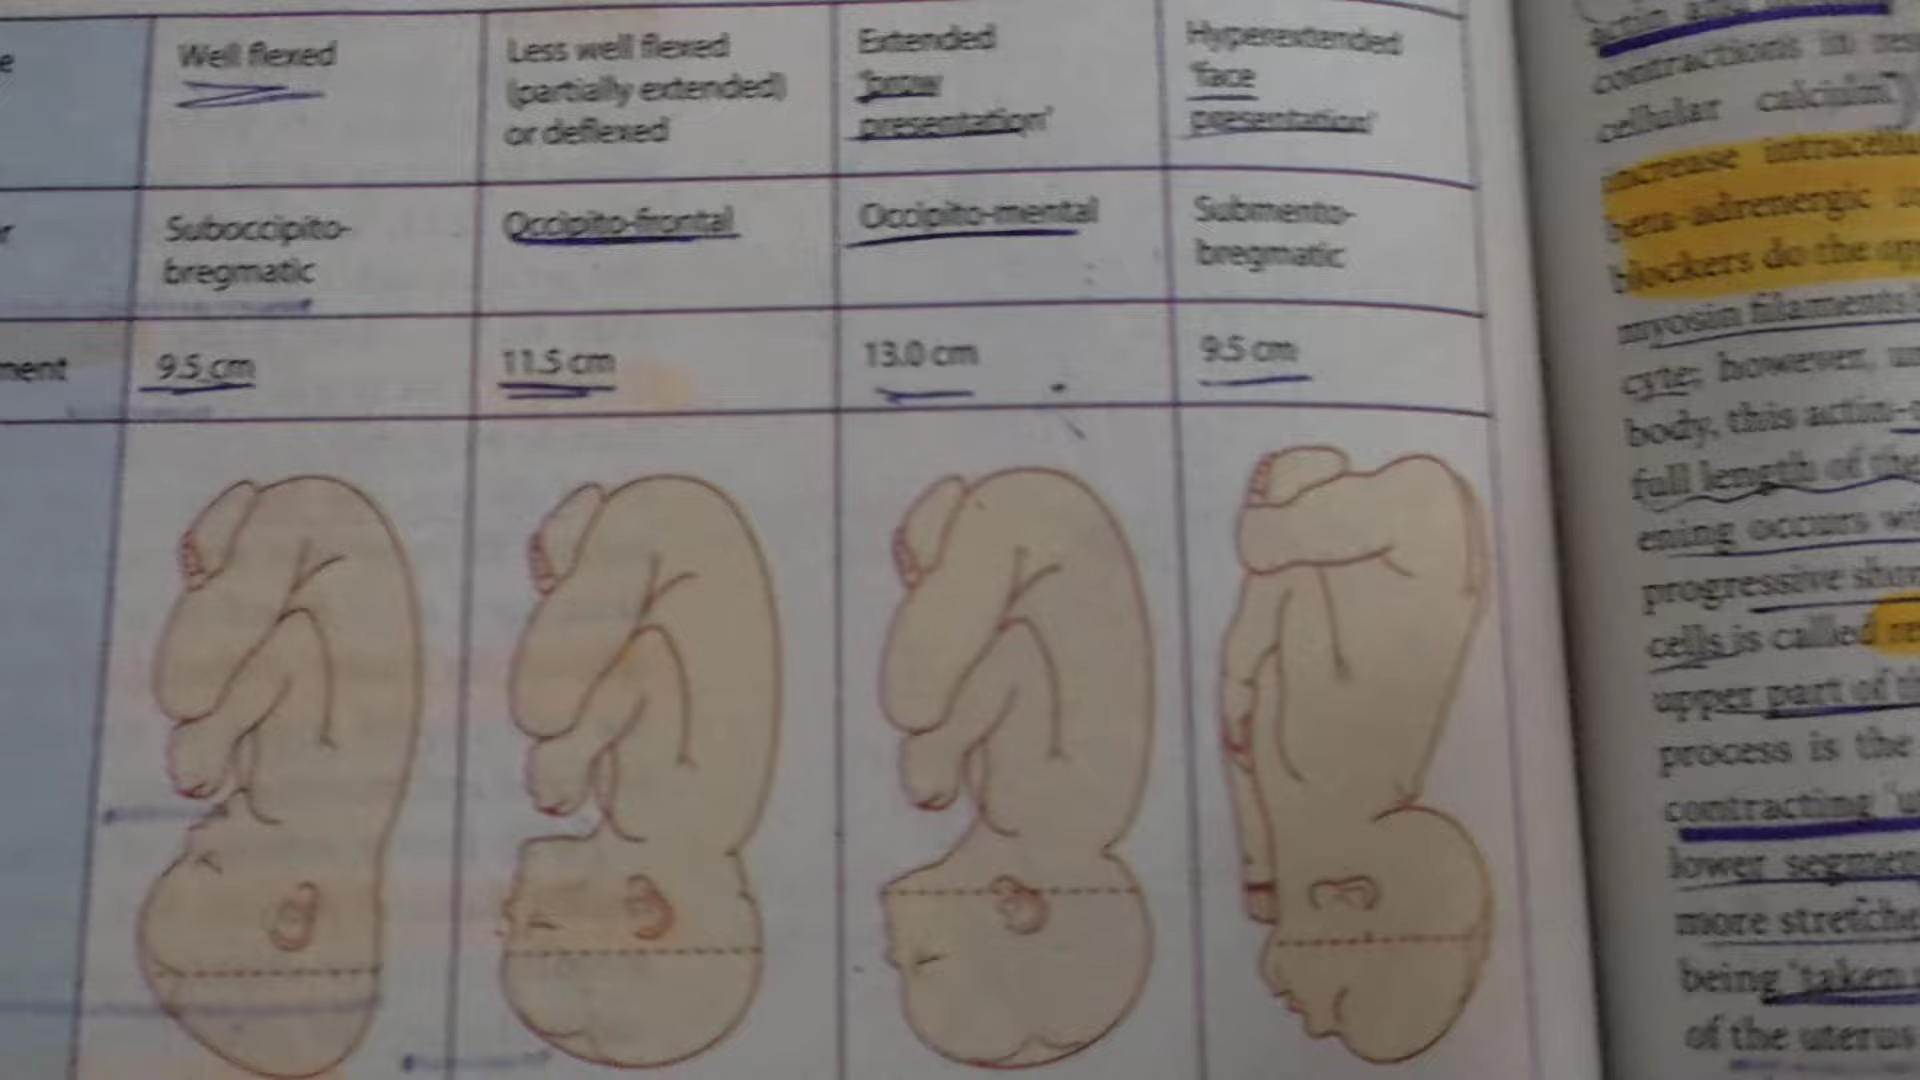 Well flexed
Less well flexed
(partially extended)
or deflexed
Extended
'brow
presentation'
Hyperextended
'face
presentation'
Suboccipito-
bregmatic
Occipito-frontal
Occipito-mental
Submento-
bregmatic
ment
9.5 cm
11.5 cm
13.0 cm
9.5 cm
contractions in
cellular calcium.)
increase
beta-adrenergic
blockers do the
myosin filaments
cyte; however,
body, this actin-
full length of the
ening occurs
progressive
cells is called
upper part of
process is the
contracting
lower
more
being 'taken
of the uterus